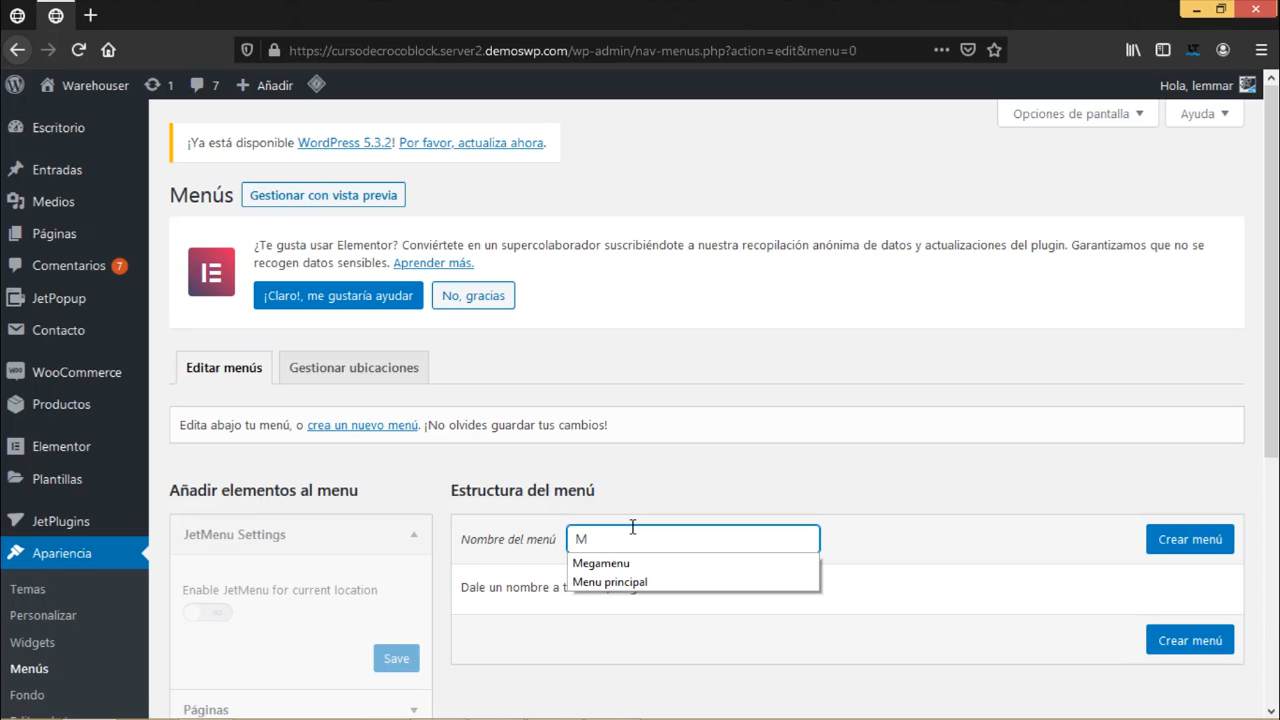 https://cursodecrocoblock.server2.demoswp.com/wp-admin/nav-menus.php?action=edit&menu=0
Warehouser
1
7
Añadir
Hola, lemmar
Escritorio
Entradas
Medios
Páginas
Comentarios 7
JetPopup
Contacto
WooCommerce
Productos
Elementor
Plantillas
JetPlugins
Apariencia
Temas
Personalizar
Widgets
Menús
Fondo
Opciones de pantalla
Ayuda
¡Ya está disponible WordPress 5.3.2! Por favor, actualiza ahora.
Menús
Gestionar con vista previa
¿Te gusta usar Elementor? Conviértete en un supercolaborador suscribiéndote a nuestra recopilación anónima de datos y actualizaciones del plugin. Garantizamos que no se
recogen datos sensibles. Aprender más.
¡Claro!, me gustaría ayudar
No, gracias
Editar menús
Gestionar ubicaciones
Edita abajo tu menú, o crea un nuevo menú. ¡No olvides guardar tus cambios!
Añadir elementos al menu
JetMenu Settings
Enable JetMenu for current location
NO
Save
Páginas
Estructura del menú
Nombre del menú
M
Crear menú
Megamenu
Menu principal
Dale un nombre a t
Crear menú